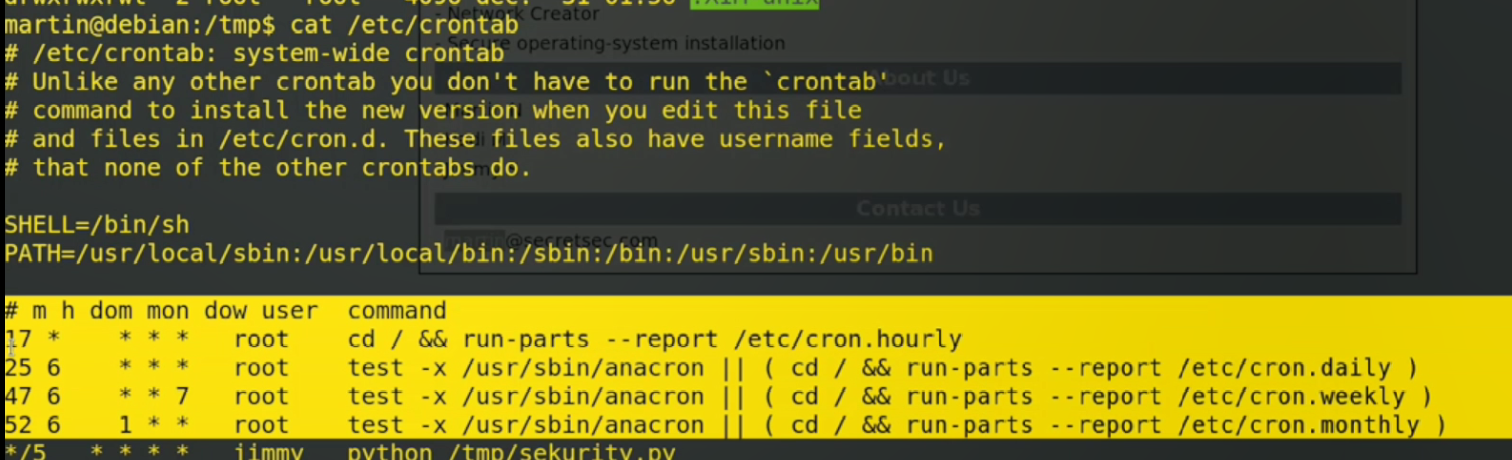 drwxrwxrwt 2 root root 4096 dec. 31 01:30 .XIM-unix
martin@debian:/tmp$ cat /etc/crontab
# /etc/crontab: system-wide crontab
# Unlike any other crontab you don't have to run the `crontab'
# command to install the new version when you edit this file
# and files in /etc/cron.d. These files also have username fields,
# that none of the other crontabs do.
SHELL=/bin/sh
PATH=/usr/local/sbin:/usr/local/bin:/sbin:/bin:/usr/sbin:/usr/bin
# m h dom mon dow user command
17 * * * * root cd / && run-parts --report /etc/cron.hourly
25 6 * * * root test -x /usr/sbin/anacron || ( cd / && run-parts --report /etc/cron.daily )
47 6 * * 7 root test -x /usr/sbin/anacron || ( cd / && run-parts --report /etc/cron.weekly )
52 6 1 * * root test -x /usr/sbin/anacron || ( cd / && run-parts --report /etc/cron.monthly )
*/5 * * * * jimmy python /tmp/sekurity.py
- Network Creator
- Secure operating-system installation
About Us
Contact Us
@secretsec.com